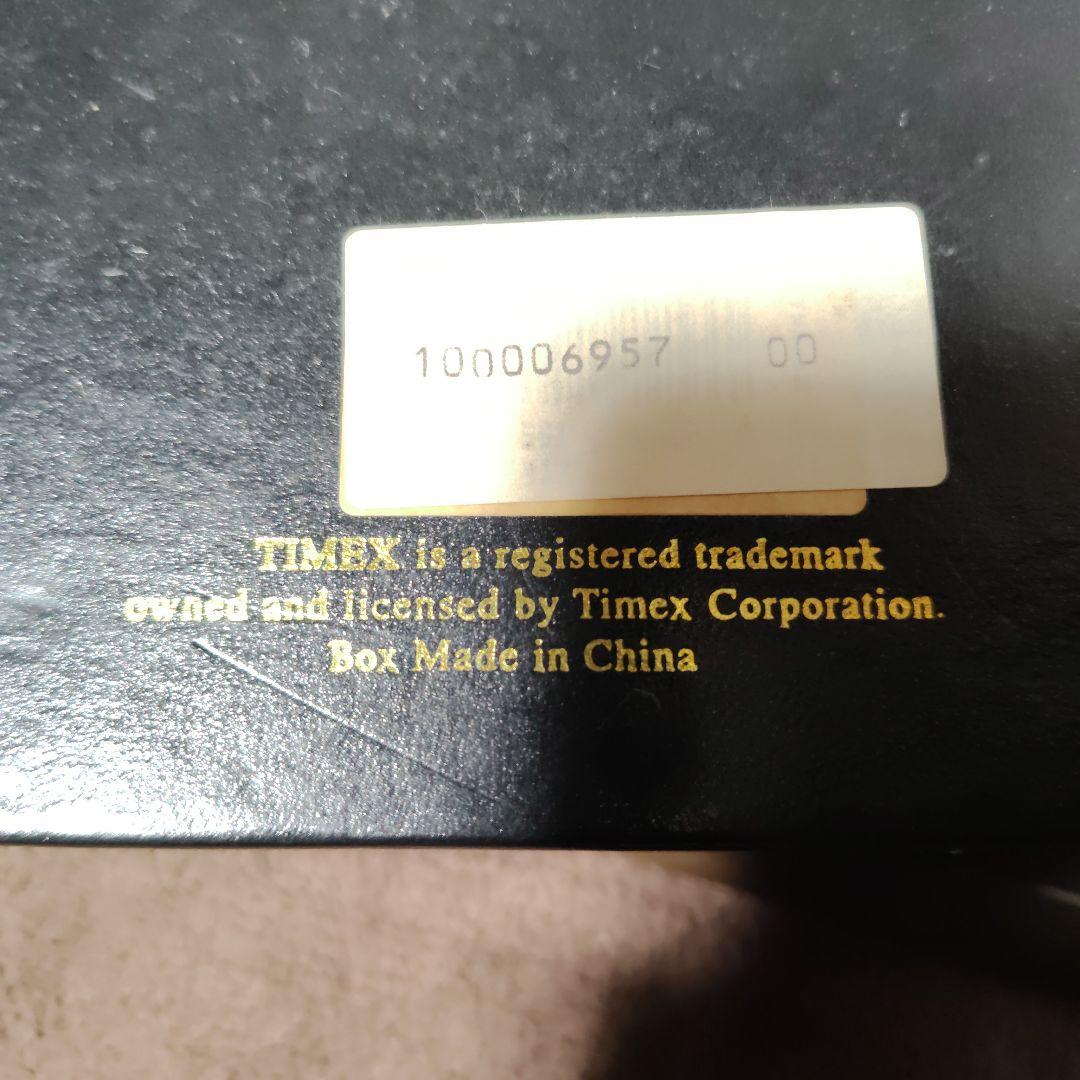 100006957 00
TIMEX is a registered trademark
owned and licensed by Timex Corporation.
Box Made in China